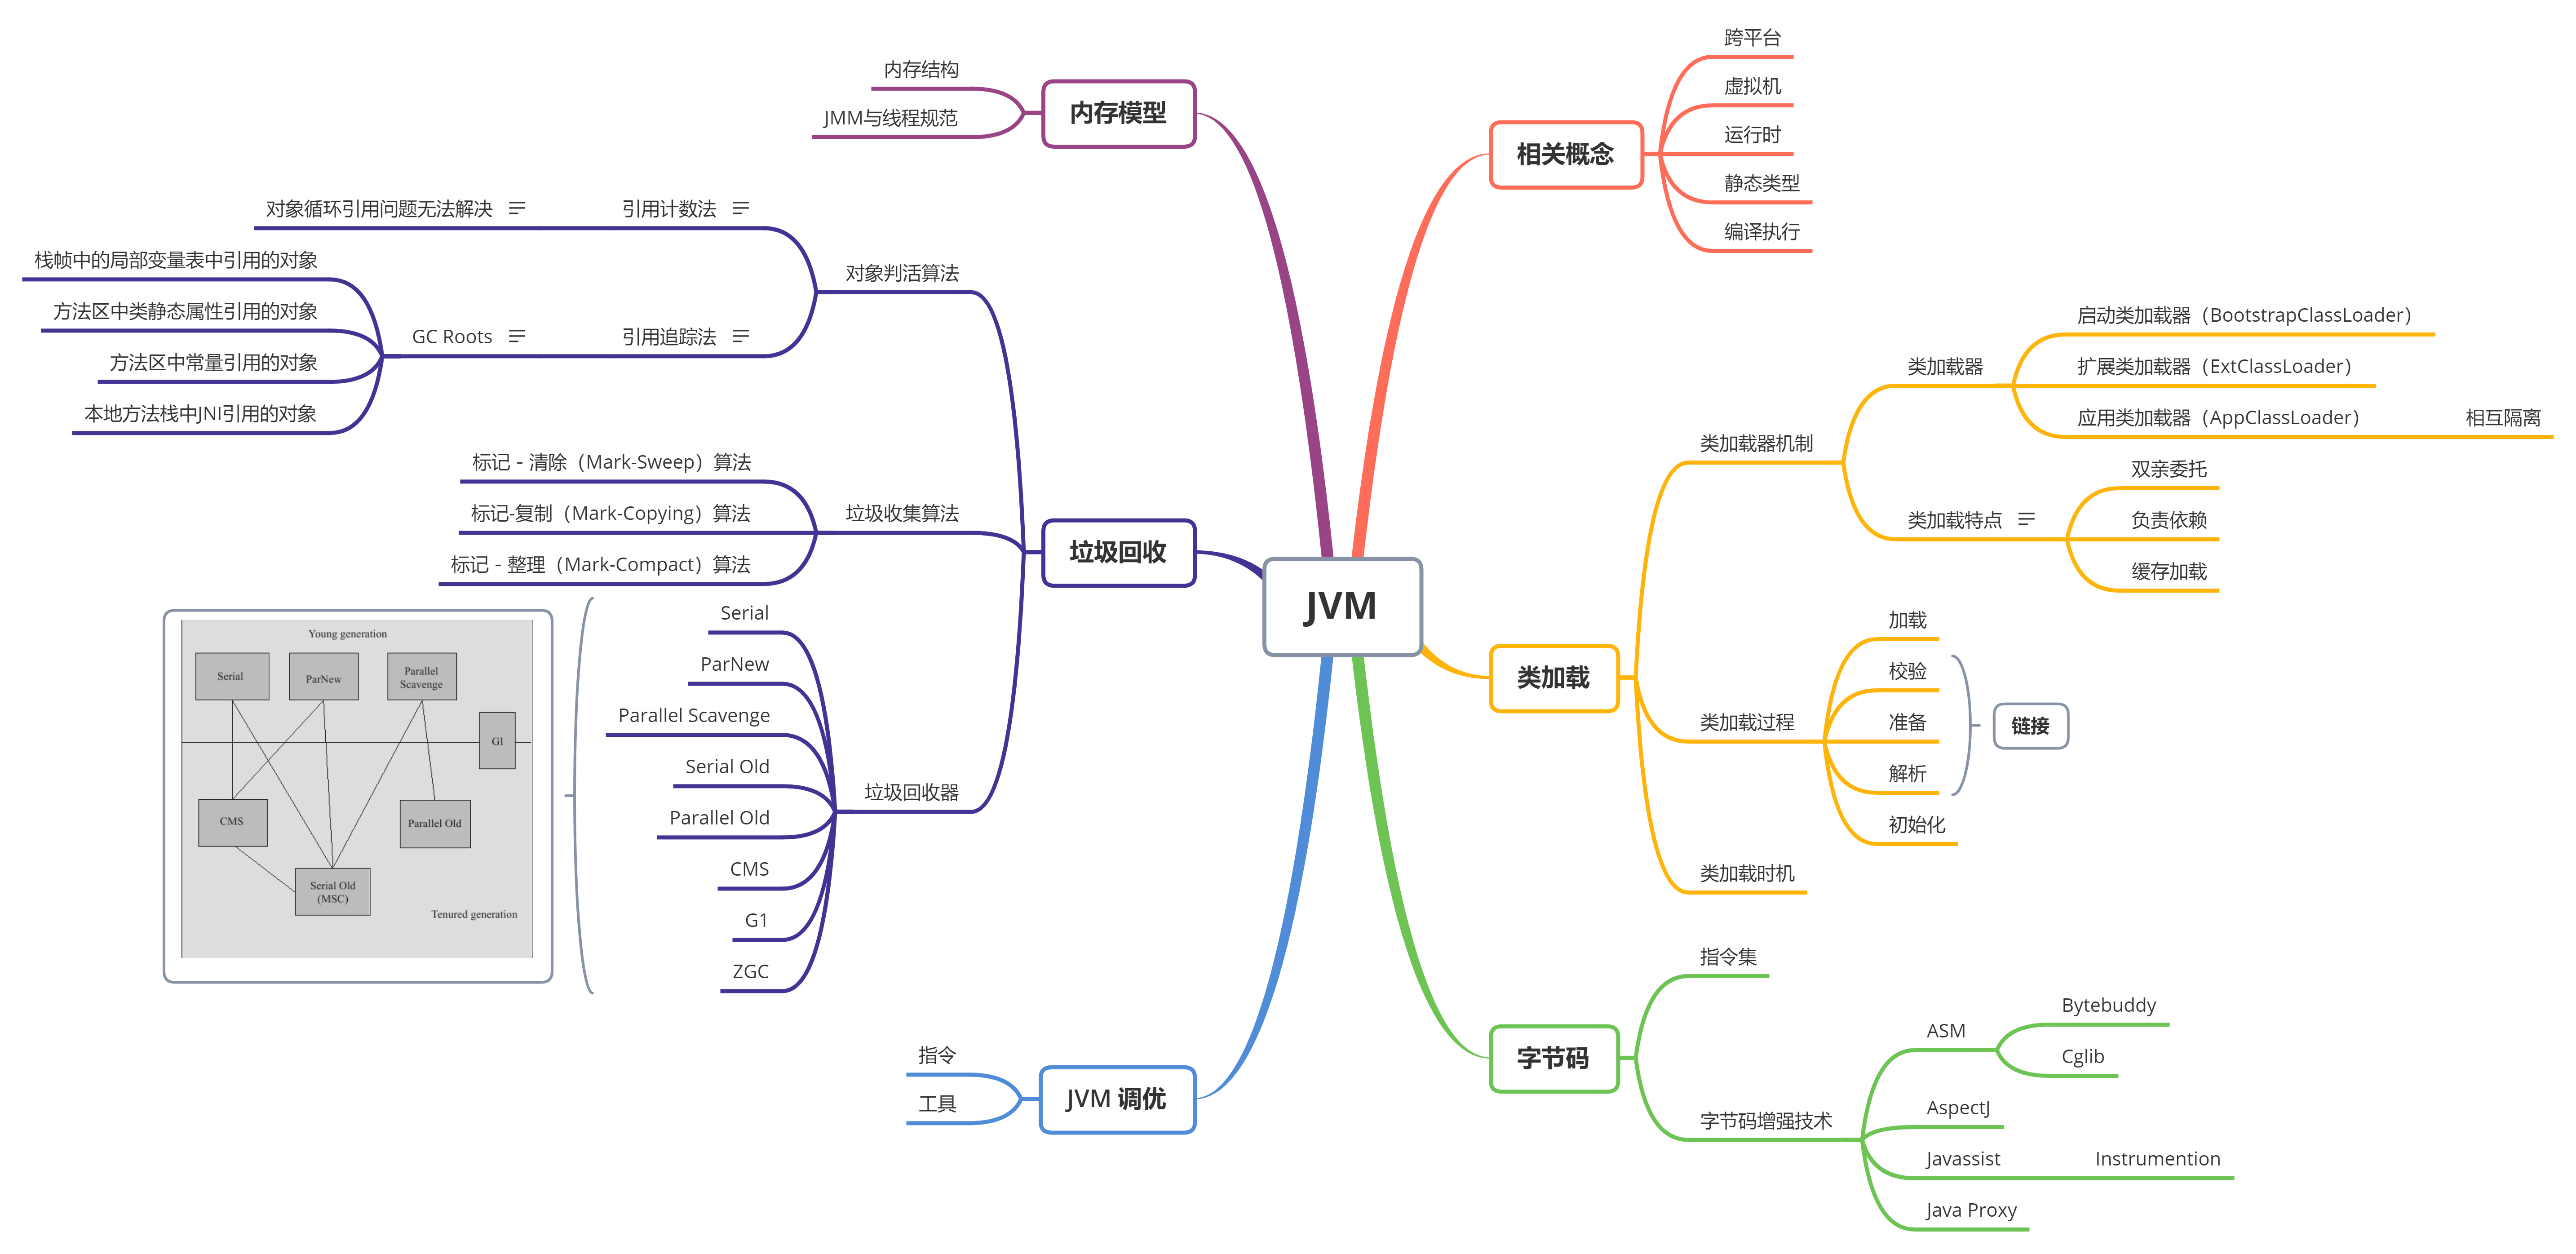 JVM
相关概念
跨平台
虚拟机
运行时
静态类型
编译执行
类加载
类加载器机制
类加载器
启动类加载器（BootstrapClassLoader）
扩展类加载器（ExtClassLoader）
应用类加载器（AppClassLoader）
相互隔离
类加载特点
双亲委托
负责依赖
缓存加载
类加载过程
加载
校验
准备
解析
初始化
链接
类加载时机
字节码
指令集
字节码增强技术
ASM
Bytebuddy
Cglib
AspectJ
Javassist
Instrumention
Java Proxy
内存模型
内存结构
JMM与线程规范
垃圾回收
对象判活算法
引用计数法
对象循环引用问题无法解决
引用追踪法
GC Roots
栈帧中的局部变量表中引用的对象
方法区中类静态属性引用的对象
方法区中常量引用的对象
本地方法栈中JNI引用的对象
垃圾收集算法
标记 - 清除（Mark-Sweep）算法
标记-复制（Mark-Copying）算法
标记 - 整理（Mark-Compact）算法
垃圾回收器
Serial
ParNew
Parallel Scavenge
Serial Old
Parallel Old
CMS
G1
ZGC
Young generation
Serial
ParNew
Parallel
Scavenge
G1
CMS
Parallel Old
Serial Old
(MSC)
Tenured generation
JVM 调优
指令
工具